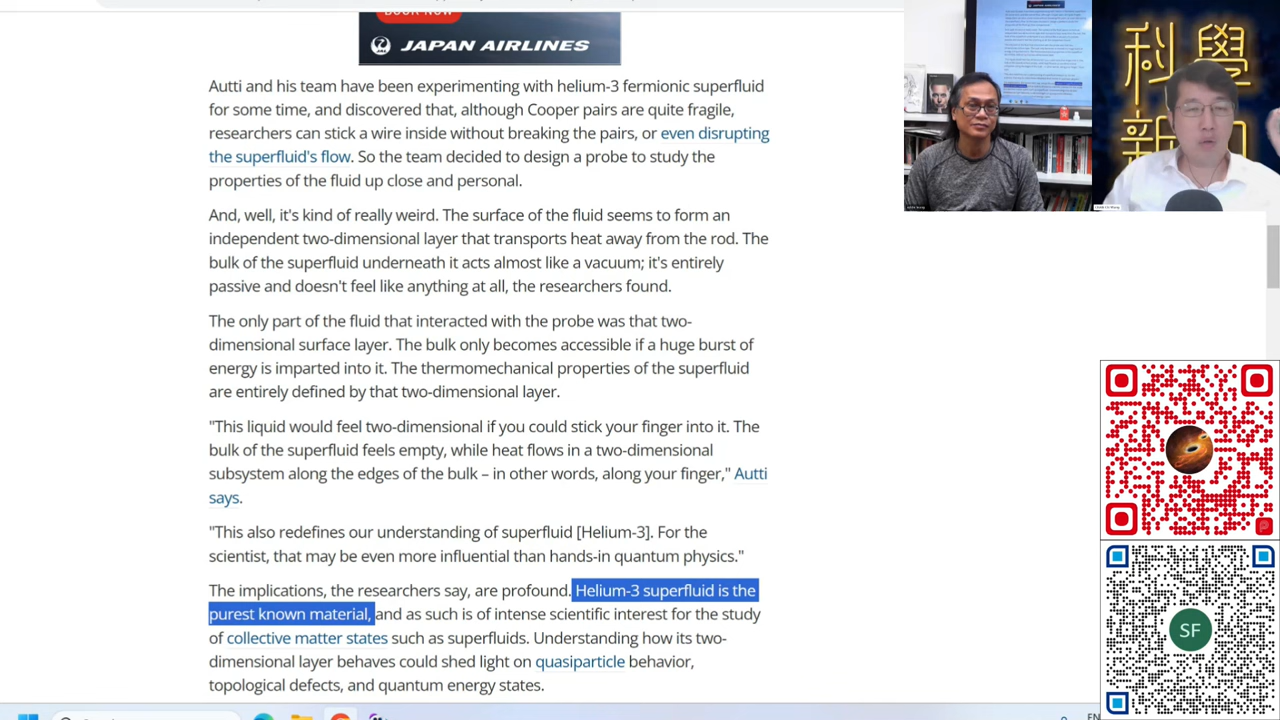 BOOK NOW
Autti and his team had been experimenting with helium-3 fermionic superfluid
for some time, and discovered that, although Cooper pairs are quite fragile,
researchers can stick a wire inside without breaking the pairs, or even disrupting
the superfluid's flow. So the team decided to design a probe to study the
properties of the fluid up close and personal.
And, well, it's kind of really weird. The surface of the fluid seems to form an
independent two-dimensional layer that transports heat away from the rod. The
bulk of the superfluid underneath it acts almost like a vacuum; it's entirely
passive and doesn't feel like anything at all, the researchers found.
The only part of the fluid that interacted with the probe was that two-
dimensional surface layer. The bulk only becomes accessible if a huge burst of
energy is imparted into it. The thermomechanical properties of the superfluid
are entirely defined by that two-dimensional layer.
"This liquid would feel two-dimensional if you could stick your finger into it. The
bulk of the superfluid feels empty, while heat flows in a two-dimensional
subsystem along the edges of the bulk – in other words, along your finger," Autti
says.
"This also redefines our understanding of superfluid [Helium-3]. For the
scientist, that may be even more influential than hands-in quantum physics."
The implications, the researchers say, are profound. Helium-3 superfluid is the
purest known material, and as such is of intense scientific interest for the study
of collective matter states such as superfluids. Understanding how its two-
dimensional layer behaves could shed light on quasiparticle behavior,
topological defects, and quantum energy states.
科學
新
SF
EN